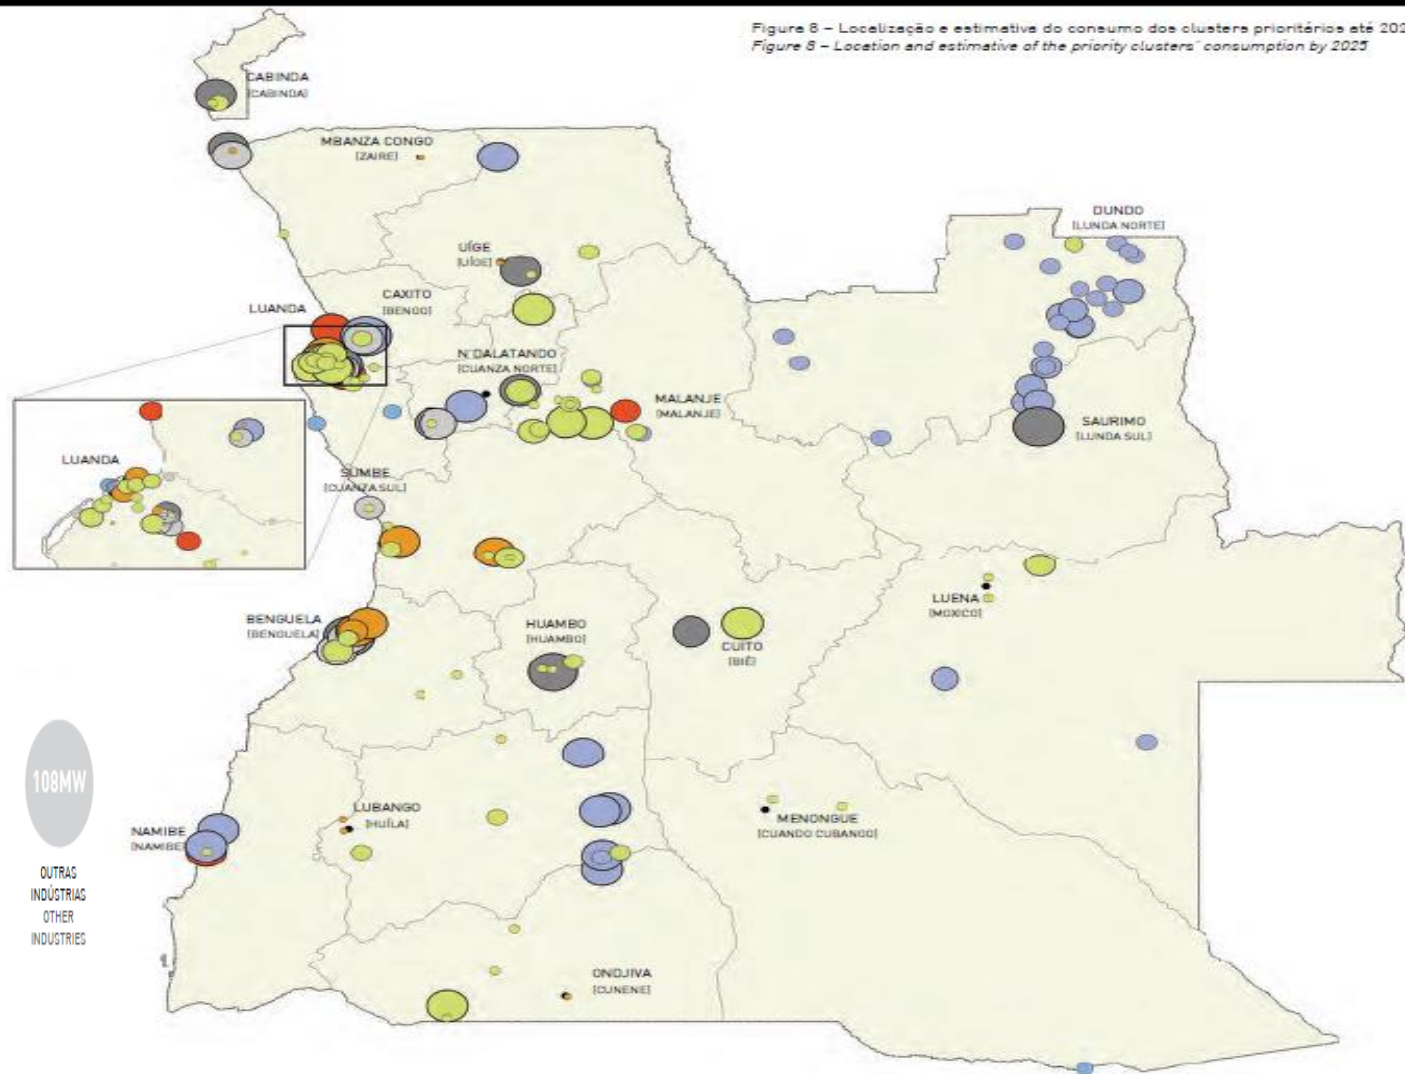 Figura 8 – Localização e estimativa do consumo dos clusters prioritários até
Figure 8 – Location and estimative of the priority clusters' consumption by 2025
CABINDA
[CABINDA]
MBANZA CONGO
[ZAIRE]
DUNDO
[LUNDA NORTE]
UÍGE
[UÍGE]
CAXITO
[BENGO]
LUANDA
N'DALATANDO
[CUANZA NORTE]
MALANJE
[MALANJE]
SAURIMO
[LUNDA SUL]
LUANDA
SUMBE
[CUANZA SUL]
LUENA
[MOXICO]
BENGUELA
[BENGUELA]
HUAMBO
[HUAMBO]
CUITO
[BIÉ]
108MW
OUTRAS
INDÚSTRIAS
OTHER
INDUSTRIES
NAMIBE
[NAMIBE]
LUBANGO
[HUÍLA]
MENONGUE
[CUANDO CUBANGO]
ONDJIVA
[CUNENE]